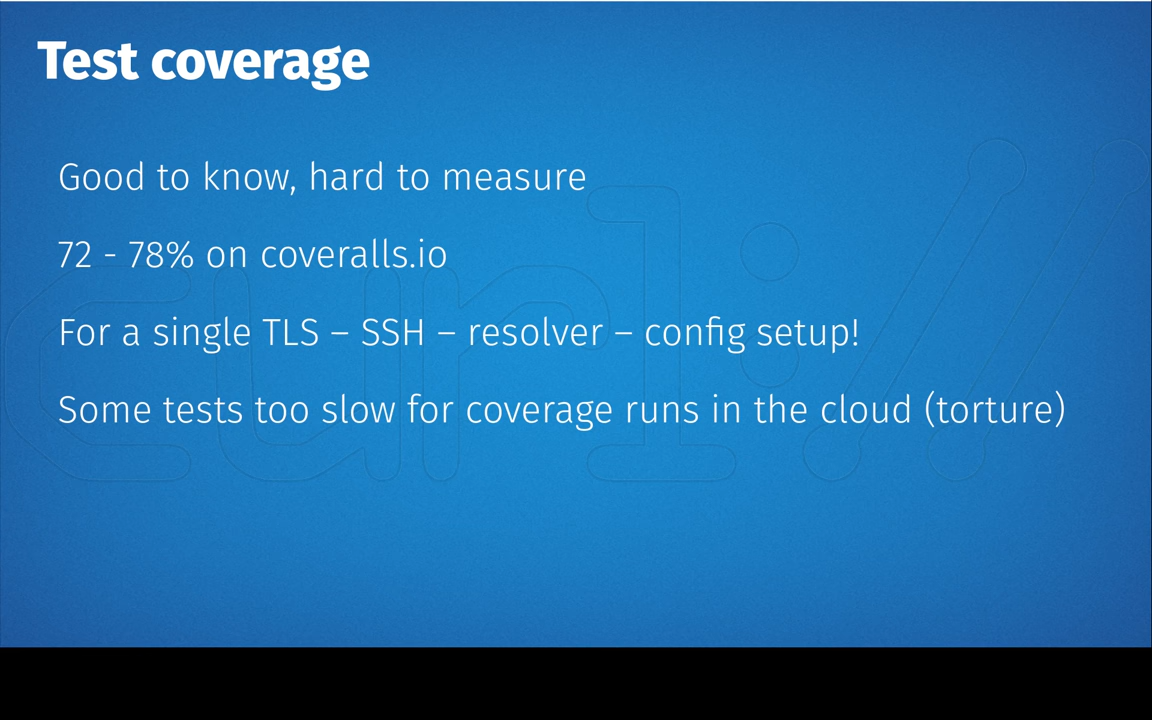 Test coverage
Good to know, hard to measure
72 - 78% on coveralls.io
For a single TLS – SSH – resolver – config setup!
Some tests too slow for coverage runs in the cloud (torture)
curl://